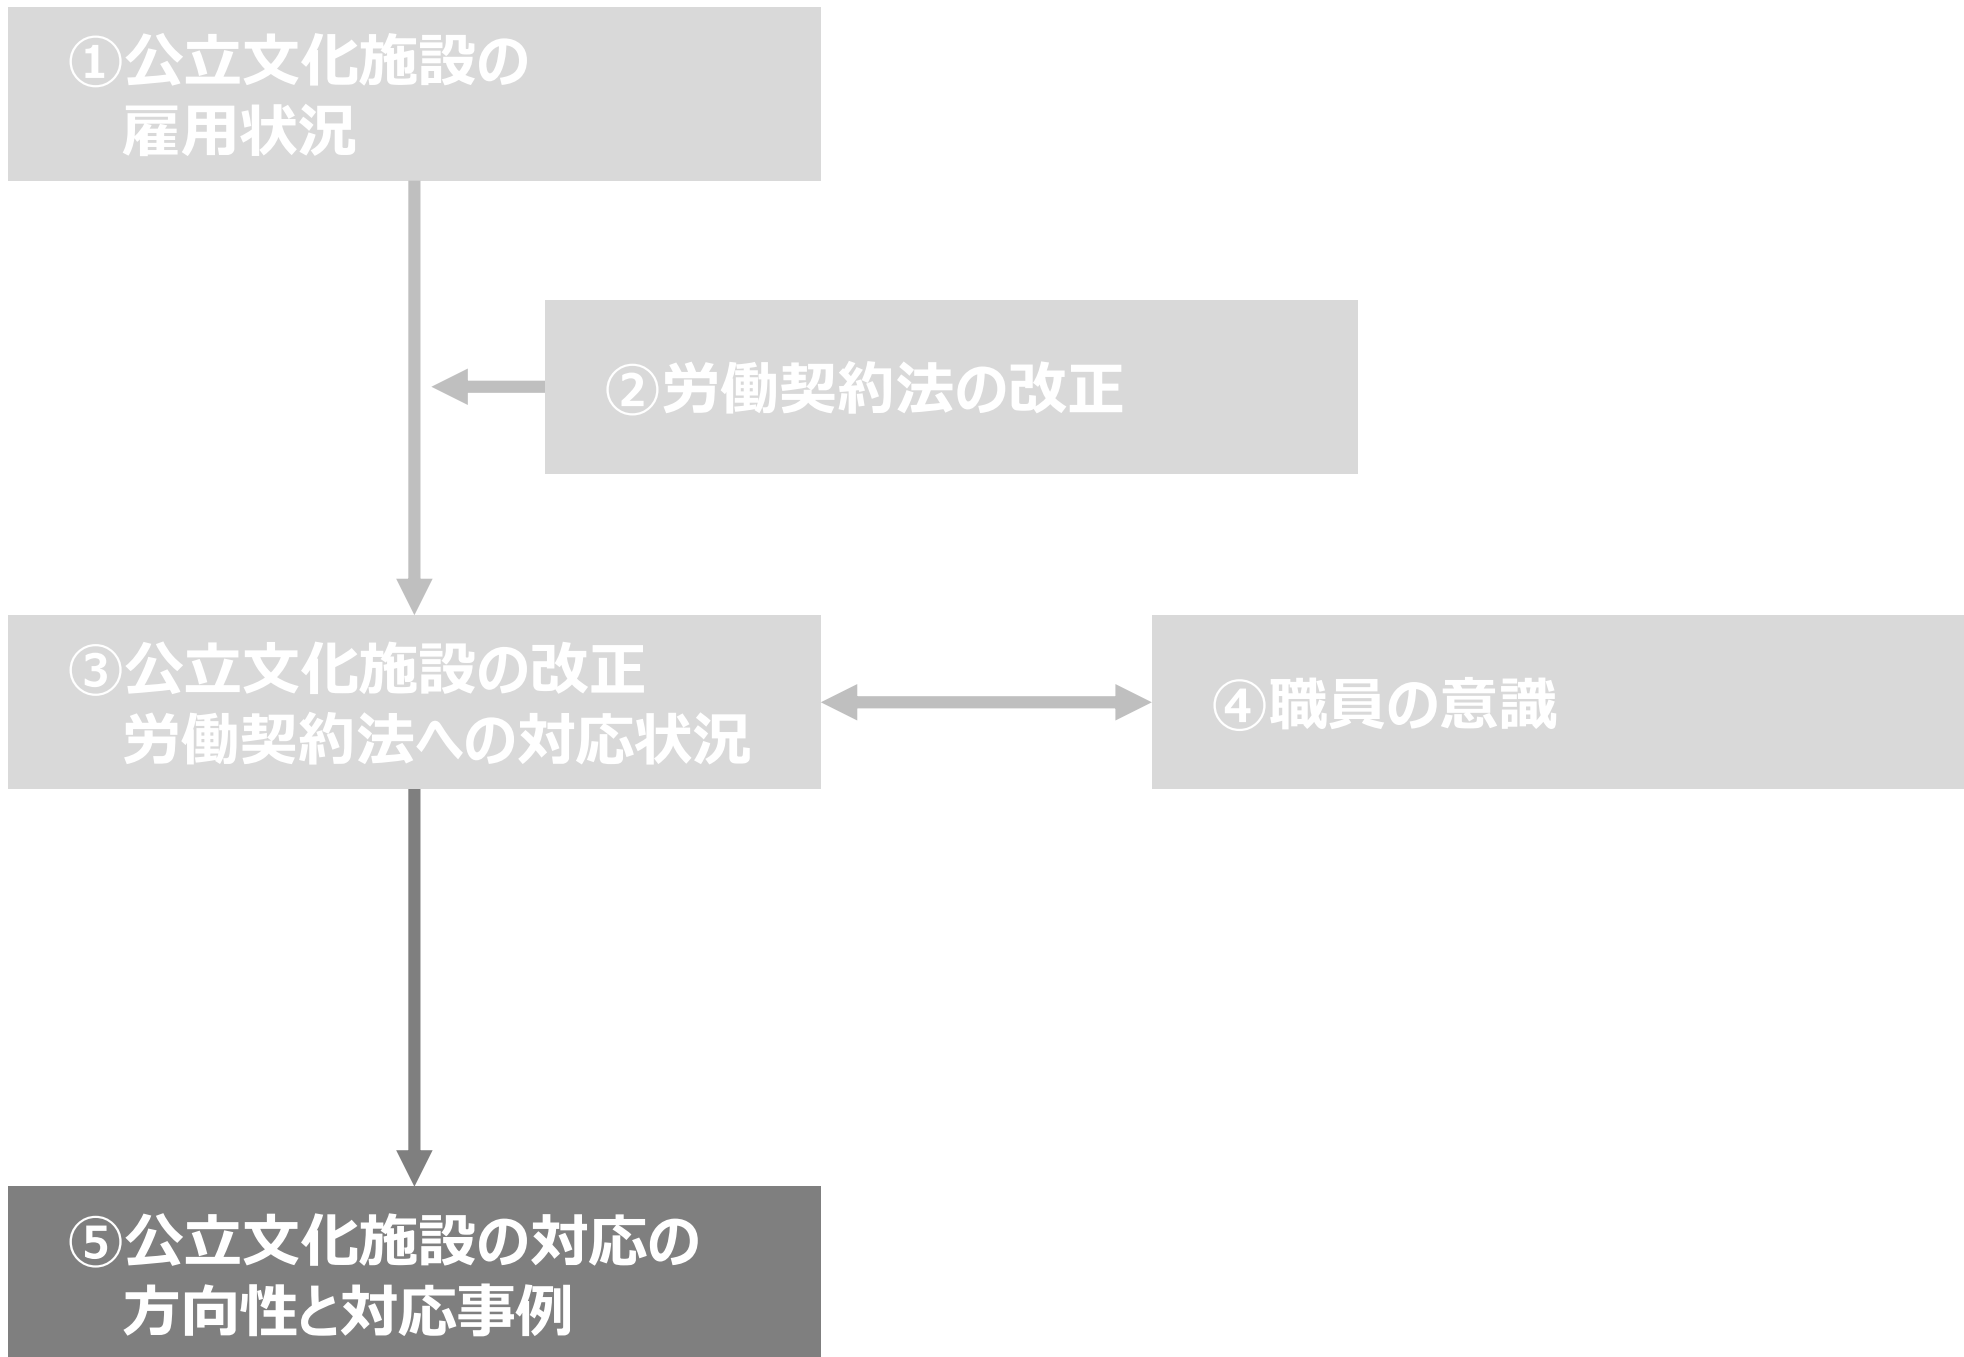 ①公立文化施設の
雇用状況
②労働契約法の改正
③公立文化施設の改正
労働契約法への対応状況
④職員の意識
⑤公立文化施設の対応の
方向性と対応事例